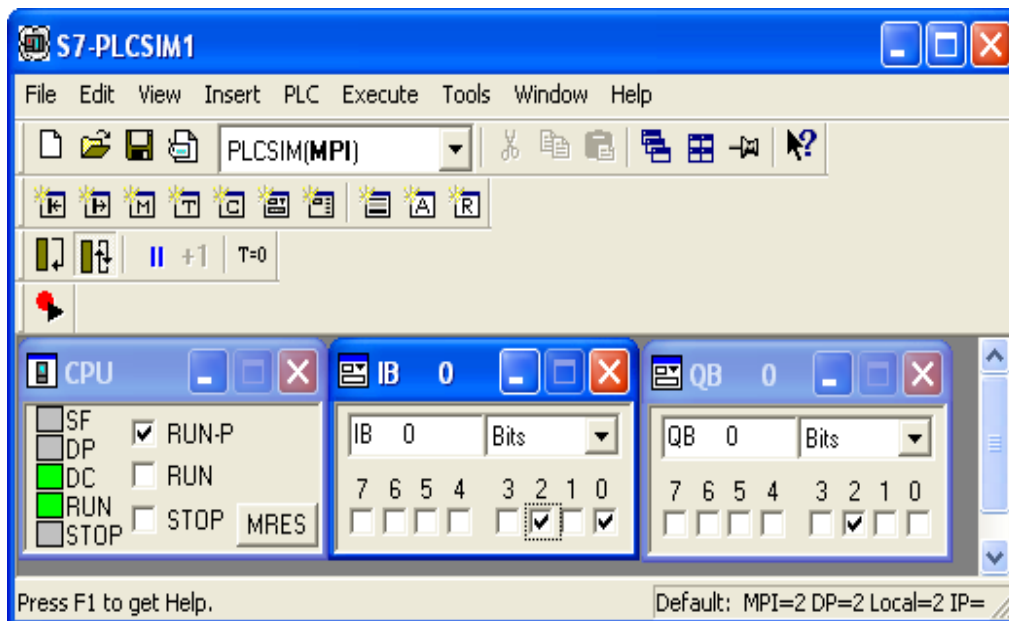 S7-PLCSIM1
File Edit View Insert PLC Execute Tools Window Help
PLCSIM(MPI)
M T C A R
+1 T=0
CPU
SF
DP
DC
RUN
STOP
RUN-P
RUN
STOP MRES
IB 0
IB 0 Bits
7 6 5 4 3 2 1 0
QB 0
QB 0 Bits
7 6 5 4 3 2 1 0
Press F1 to get Help.
Default: MPI=2 DP=2 Local=2 IP=